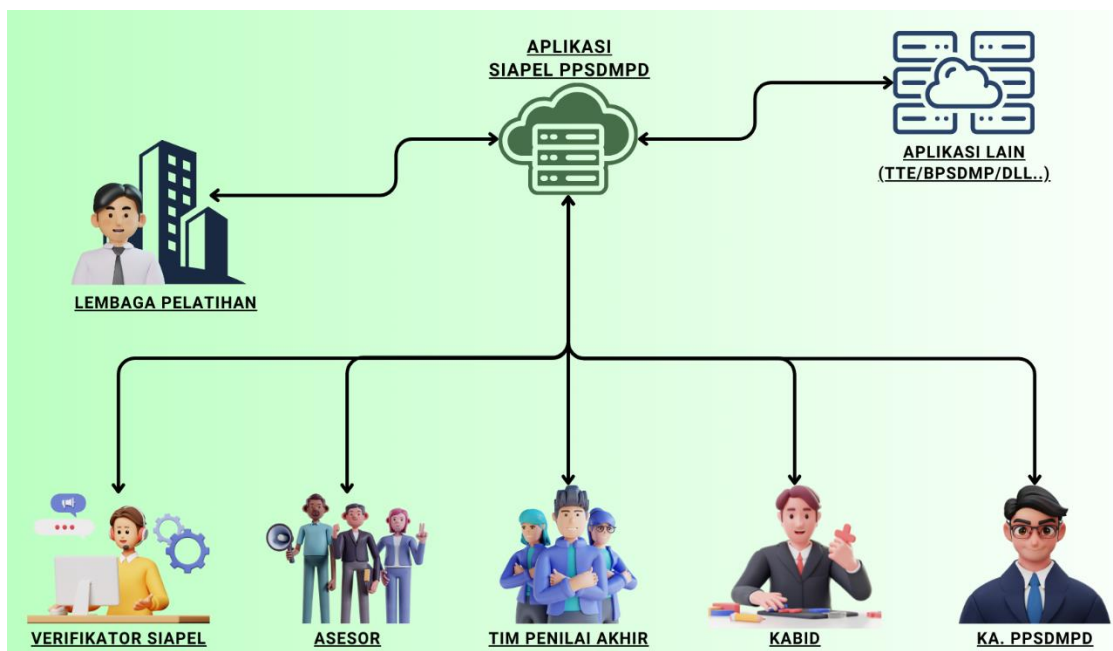 APLIKASI
SIAPEL PPSDMPD
APLIKASI LAIN
(TTE/BPSDMP/DLL..)
LEMBAGA PELATIHAN
VERIFIKATOR SIAPEL
ASESOR
TIM PENILAI AKHIR
KABID
KA. PPSDMPD